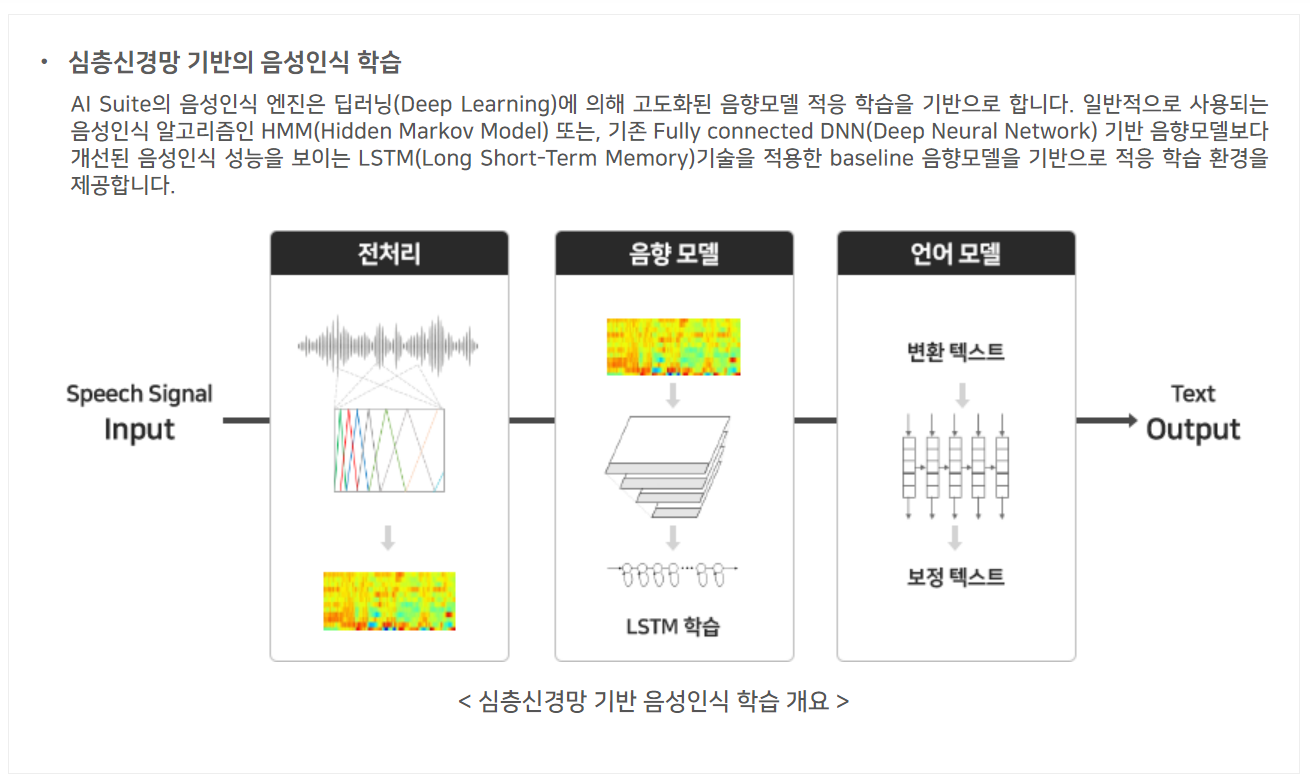 • 심층신경망 기반의 음성인식 학습
AI Suite의 음성인식 엔진은 딥러닝(Deep Learning)에 의해 고도화된 음향모델 적응 학습을 기반으로 합니다. 일반적으로 사용되는
음성인식 알고리즘인 HMM(Hidden Markov Model) 또는, 기존 Fully connected DNN(Deep Neural Network) 기반 음향모델보다
개선된 음성인식 성능을 보이는 LSTM(Long Short-Term Memory)기술을 적용한 baseline 음향모델을 기반으로 적응 학습 환경을
제공합니다.
전처리
음향 모델
언어 모델
변환 텍스트
Speech Signal
Input
Text
Output
보정 텍스트
LSTM 학습
< 심층신경망 기반 음성인식 학습 개요 >